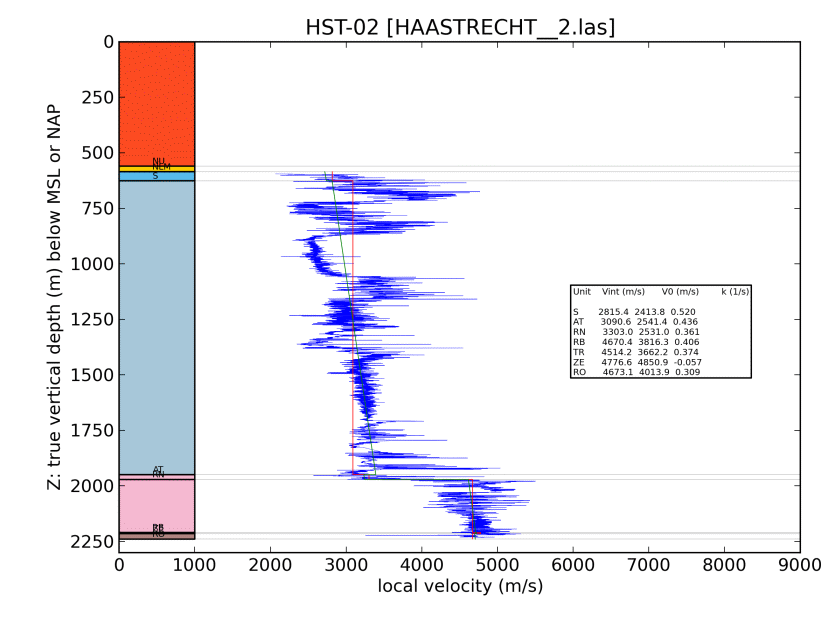 HST-02 [HAASTRECHT__2.las]
Z: true vertical depth (m) below MSL or NAP
0
250
500
750
1000
1250
1500
1750
2000
2250
NU
NLM
S
AT
RN
RO
Unit Vint (m/s) V0 (m/s) k (1/s)
S 2815.4 2413.8 0.520
AT 3090.6 2541.4 0.436
RN 3303.0 2531.0 0.361
RB 4670.4 3816.3 0.406
TR 4514.2 3662.2 0.374
ZE 4776.6 4850.9 -0.057
RO 4673.1 4013.9 0.309
0 1000 2000 3000 4000 5000 6000 7000 8000 9000
local velocity (m/s)